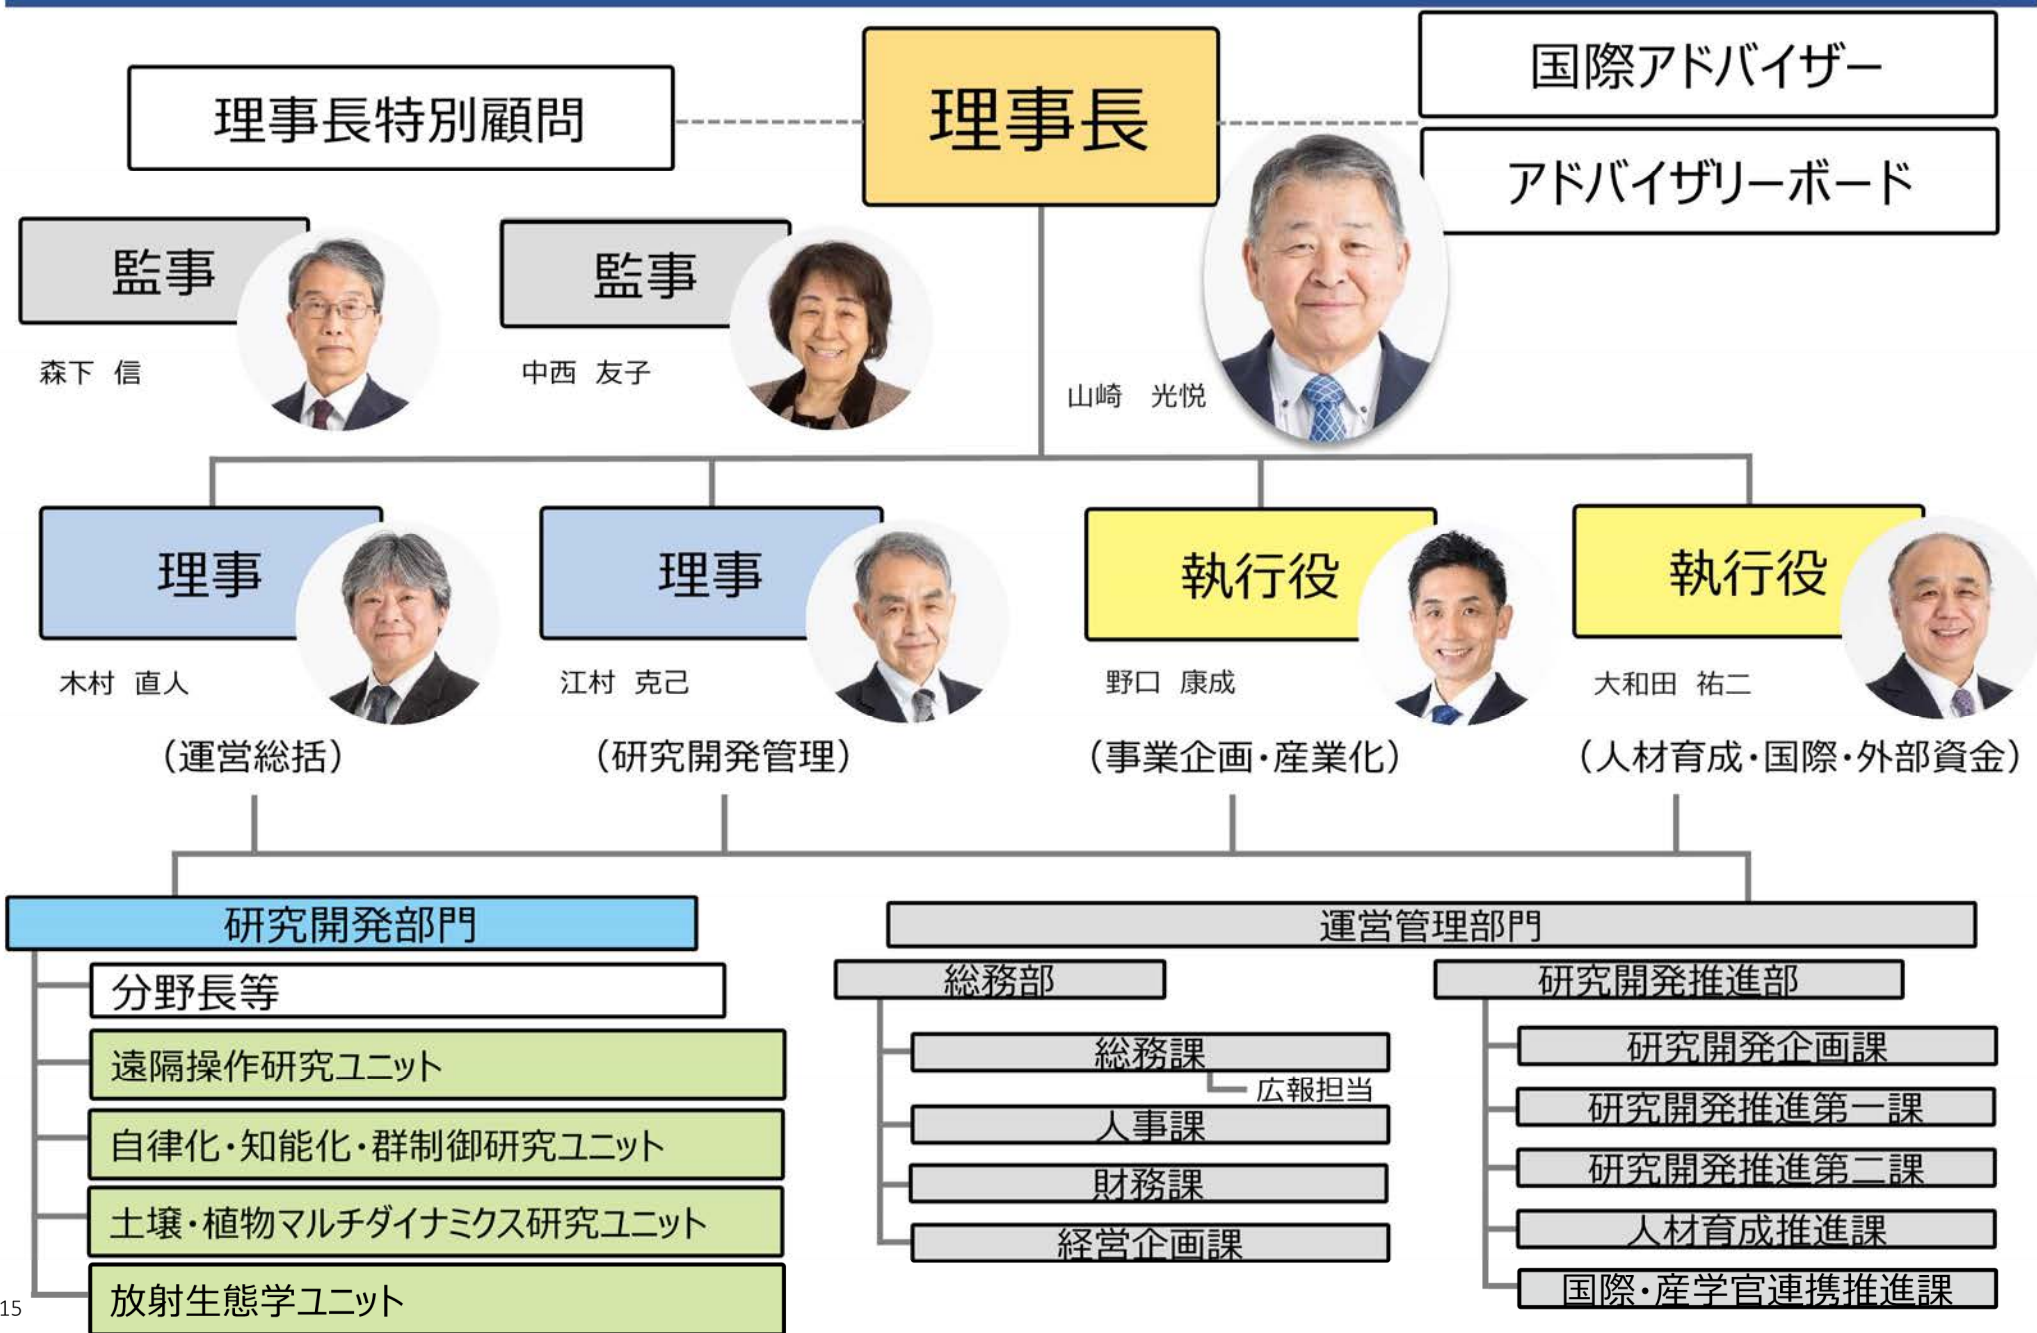 理事長特別顧問
理事長
国際アドバイザー
アドバイザリーボード
監事
監事
森下 信
中西 友子
山崎 光悦
理事
理事
執行役
執行役
木村 直人
江村 克己
野口 康成
大和田 祐二
（運営総括）
（研究開発管理）
（事業企画・産業化）
（人材育成・国際・外部資金）
研究開発部門
分野長等
遠隔操作研究ユニット
自律化・知能化・群制御研究ユニット
土壌・植物マルチダイナミクス研究ユニット
放射生態学ユニット
運営管理部門
総務部
総務課
広報担当
人事課
財務課
経営企画課
研究開発推進部
研究開発企画課
研究開発推進第一課
研究開発推進第二課
人材育成推進課
国際・産学官連携推進課
15